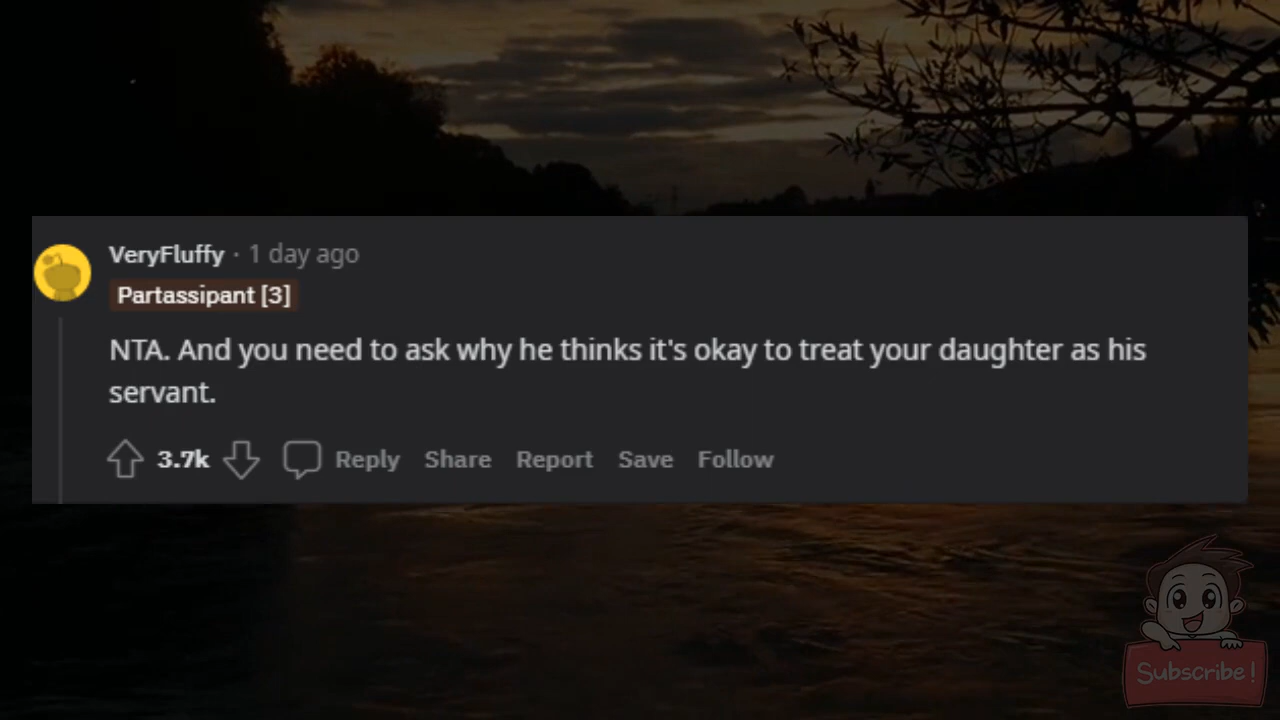 VeryFluffy · 1 day ago
Partassipant [3]
NTA. And you need to ask why he thinks it's okay to treat your daughter as his
servant.
3.7k Reply Share Report Save Follow
Subscribe!